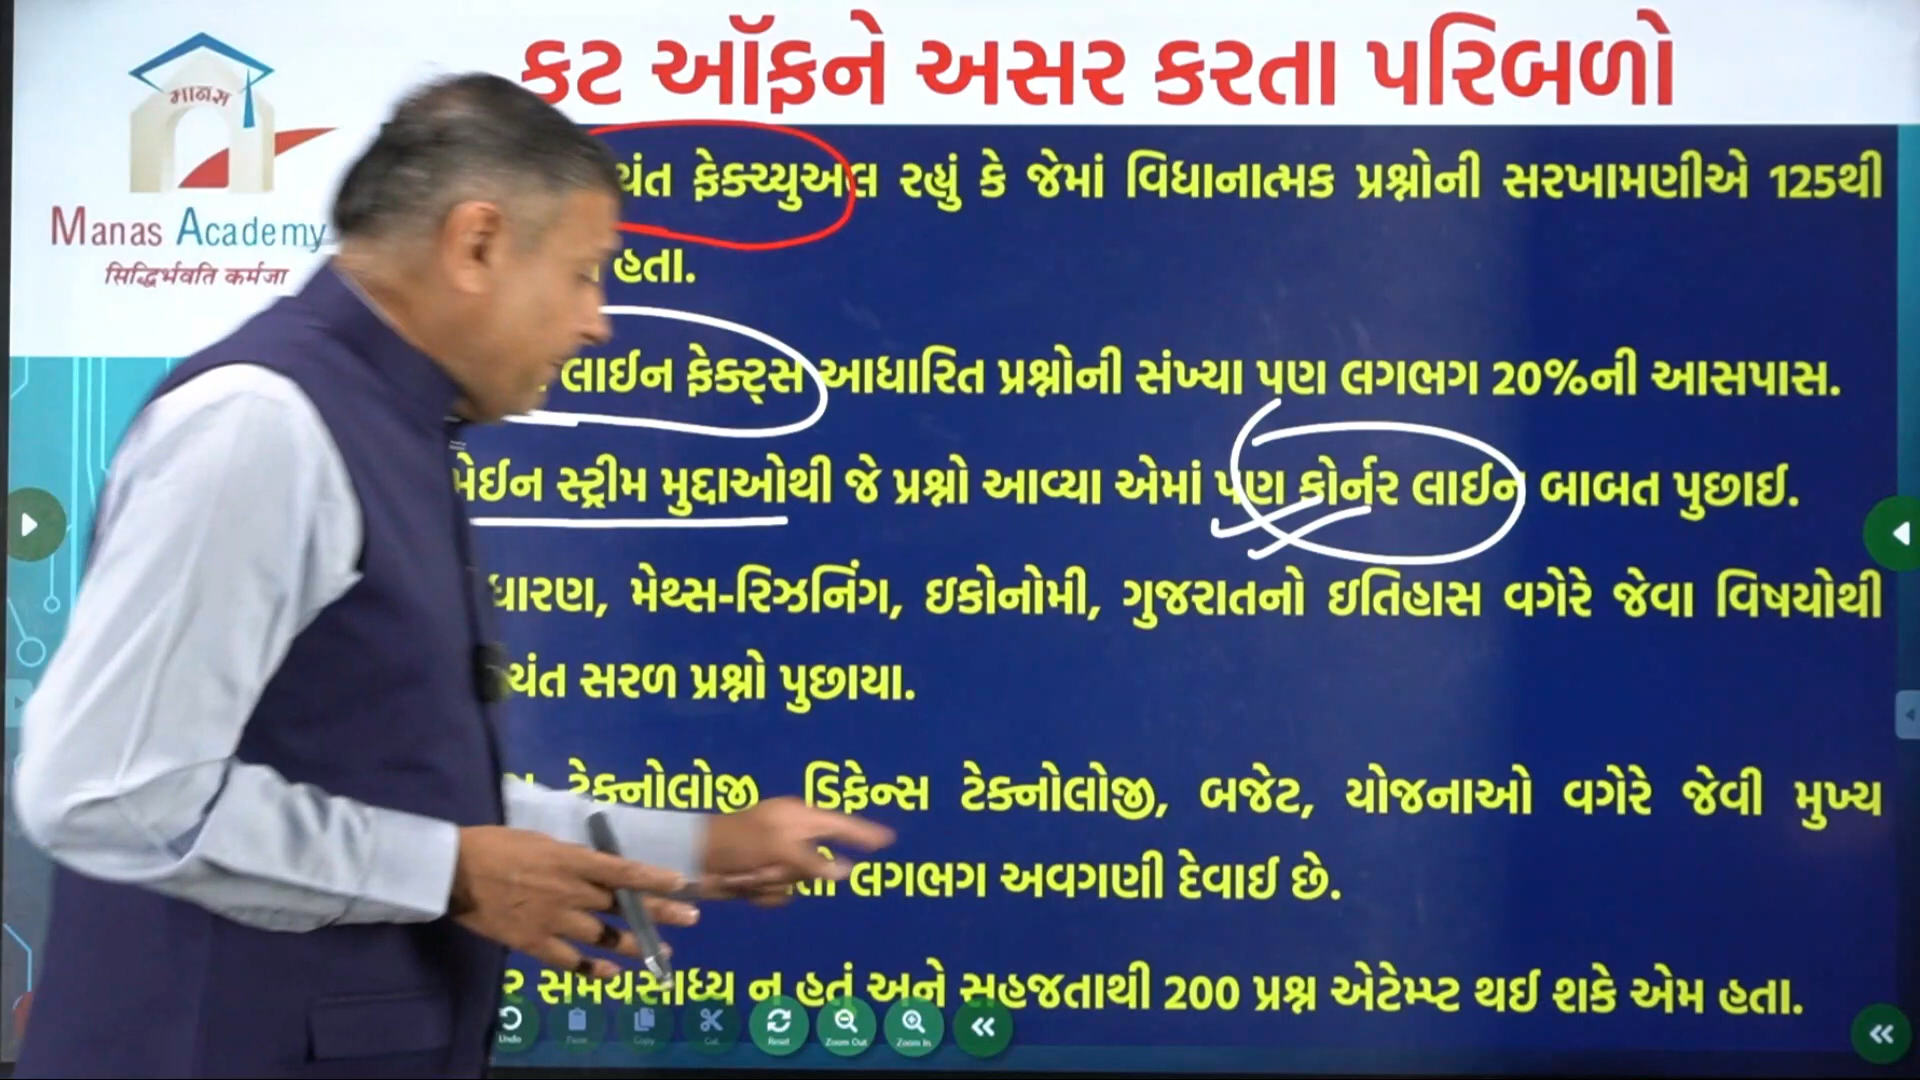 કટ ઑફને અસર કરતા પરિબળો
માનસ
Manas Academy
सिद्धिर्भवति कर्मजा
ફેક્ચ્યુઅલ રહ્યું કે જેમાં વિધાનાત્મક પ્રશ્નોની સરખામણીએ 125થી
હતા.
લાઈન ફેક્ટ્સ આધારિત પ્રશ્નોની સંખ્યા પણ લગભગ 20%ની આસપાસ.
મેઈન સ્ટ્રીમ મુદ્દાઓથી જે પ્રશ્નો આવ્યા એમાં પણ કોર્નર લાઈન બાબત પુછાઈ.
ધારણ, મેથ્સ-રિઝનિંગ, ઇકોનોમી, ગુજરાતનો ઇતિહાસ વગેરે જેવા વિષયોથી
યંત સરળ પ્રશ્નો પુછાયા.
ટેક્નોલોજી, ડિફેન્સ ટેક્નોલોજી, બજેટ, યોજનાઓ વગેરે જેવી મુખ્ય
લગભગ અવગણી દેવાઈ છે.
સમયસાધ્ય ન હતું અને સહજતાથી 200 પ્રશ્ન એટેમ્પ્ટ થઈ શકે એમ હતા.
Undo Paste Copy Cut Reset Zoom Out Zoom In